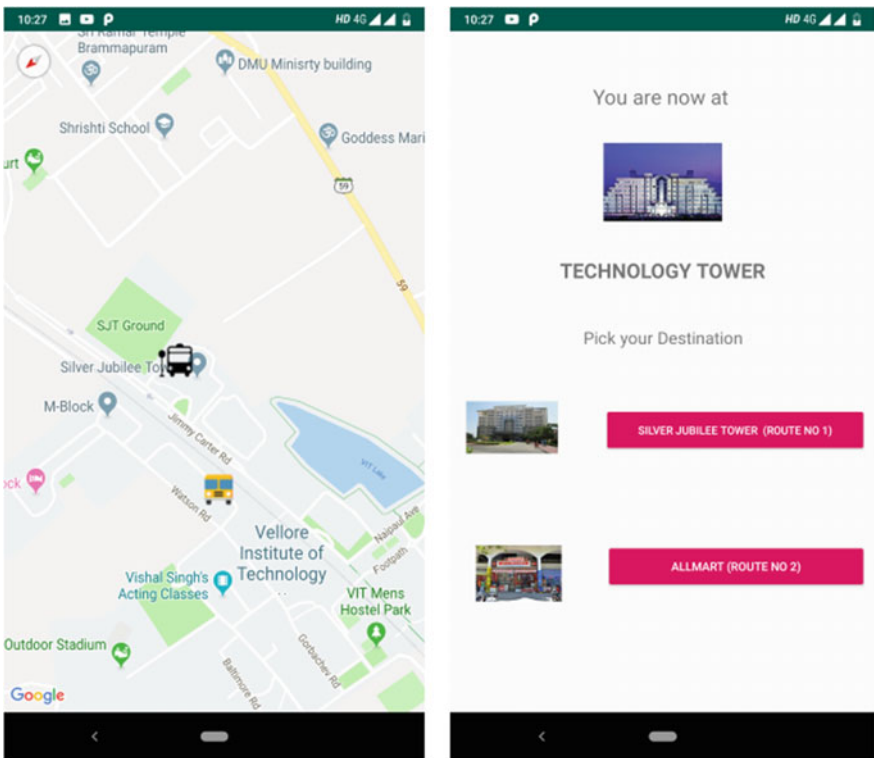 10:27
HD 4G
Sri Ramar Temple
Brammapuram
DMU Minisrty building
Shrishti School
Goddess Mari
urt
59
59
SJT Ground
Silver Jubilee Tow
M-Block
Jimmy Carter Rd
VIT Lake
ock
Watson Rd
Naipaul Ave
Vellore
Institute of
Technology
Footpath
Vishal Singh's
Acting Classes
VIT Mens
Hostel Park
Outdoor Stadium
Gorbachev Rd
Baltimore Rd
Google
10:27
HD 4G
You are now at
TECHNOLOGY TOWER
Pick your Destination
SILVER JUBILEE TOWER (ROUTE NO 1)
ALLMART (ROUTE NO 2)